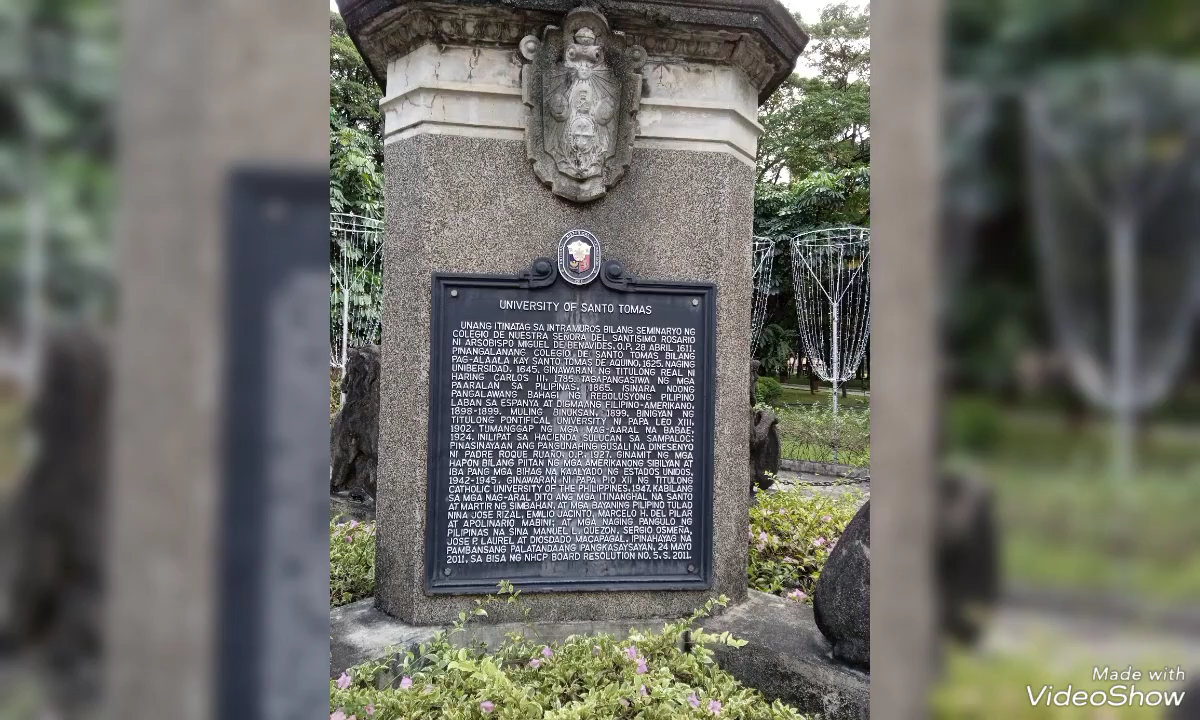 UNIVERSITY OF SANTO TOMAS
UNANG ITINATAG SA INTRAMUROS BILANG SEMINARYO NG
COLEGIO DE NUESTRA SEÑORA DEL SANTISIMO ROSARIO
NI ARSOBISPO MIGUEL DE BENAVIDES, O.P. 28 ABRIL 1611.
PINANGALANANG COLEGIO DE SANTO TOMAS BILANG
PAG-ALAALA KAY SANTO TOMAS DE AQUINO, 1625. NAGING
UNIBERSIDAD, 1645. GINAWARAN NG TITULONG REAL NI
HARING CARLOS III, 1785. TAGAPANGASIWA NG MGA
PAARALAN SA PILIPINAS, 1865. ISINARA NOONG
PANGALAWANG BAHAGI NG REBOLUSYONG PILIPINO
LABAN SA ESPANYA AT DIGMAANG FILIPINO-AMERIKANO,
1898-1899. MULING BINUKSAN, 1899. BINIGYAN NG
TITULONG PONTIFICAL UNIVERSITY NI PAPA LEO XIII,
1902. TUMANGGAP NG MGA MAG-AARAL NA BABAE,
1924. INILIPAT SA HACIENDA SULUCAN SA SAMPALOC;
PINASINAYAAN ANG PANGUNAHING GUSALI NA DINESENYO
NI PADRE ROQUE RUAÑO, O.P., 1927. GINAMIT NG MGA
HAPON BILANG PIITAN NG MGA AMERIKANONG SIBILYAN AT
IBA PANG MGA BIHAG NA KAALYADO NG ESTADOS UNIDOS,
1942-1945. GINAWARAN NI PAPA PIO XII NG TITULONG
CATHOLIC UNIVERSITY OF THE PHILIPPINES, 1947. KABILANG
SA MGA NAG-ARAL DITO ANG MGA ITINANGHAL NA SANTO
AT MARTIR NG SIMBAHAN, AT MGA BAYANING PILIPINO TULAD
NINA JOSE RIZAL, EMILIO JACINTO, MARCELO H. DEL PILAR
AT APOLINARIO MABINI; AT MGA NAGING PANGULO NG
PILIPINAS NA SINA MANUEL L. QUEZON, SERGIO OSMEÑA,
JOSE P. LAUREL AT DIOSDADO MACAPAGAL. IPINAHAYAG NA
PAMBANSANG PALATANDAANG PANGKASAYSAYAN, 24 MAYO
2011, SA BISA NG NHCP BOARD RESOLUTION NO. 5, S. 2011.
Made with
VideoShow